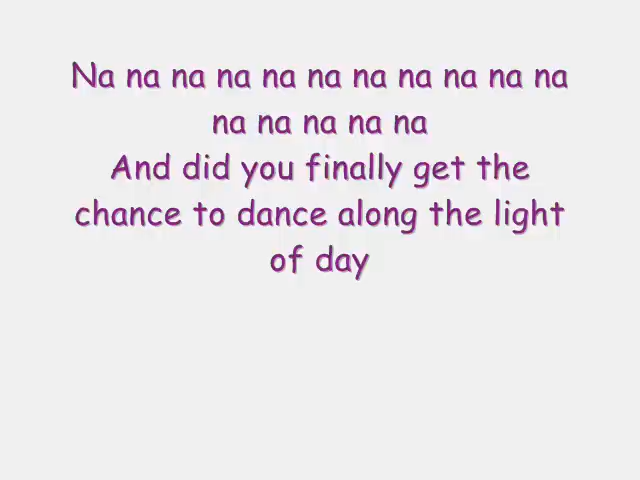 Na na na na na na na na na na na
na na na na na
And did you finally get the
chance to dance along the light
of day